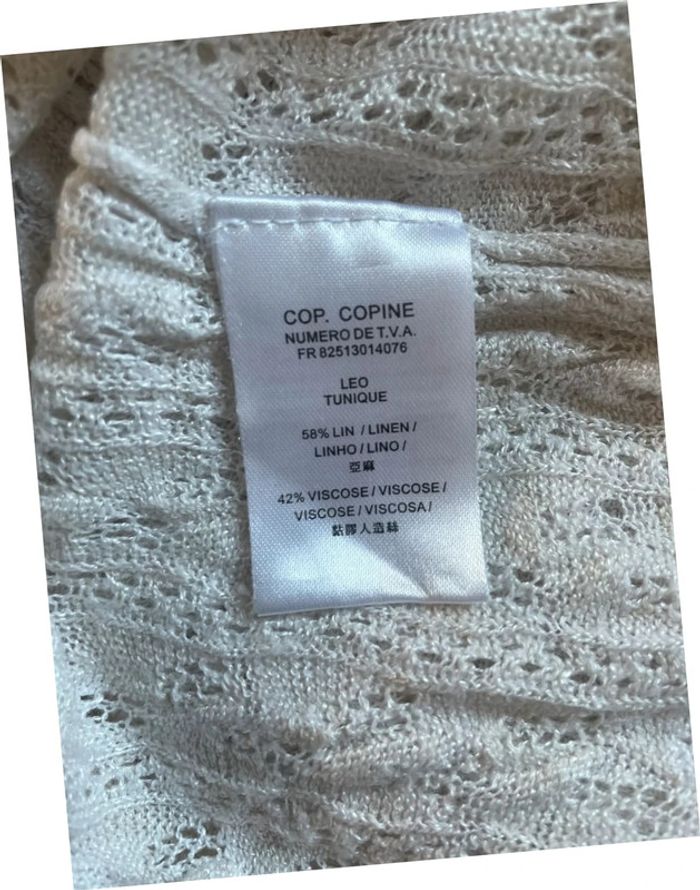 COP. COPINE
NUMERO DE T.V.A.
FR 82513014076
LEO
TUNIQUE
58% LIN / LINEN /
LINHO / LINO /
亞麻
42% VISCOSE / VISCOSE /
VISCOSE / VISCOSA /
黏膠人造絲